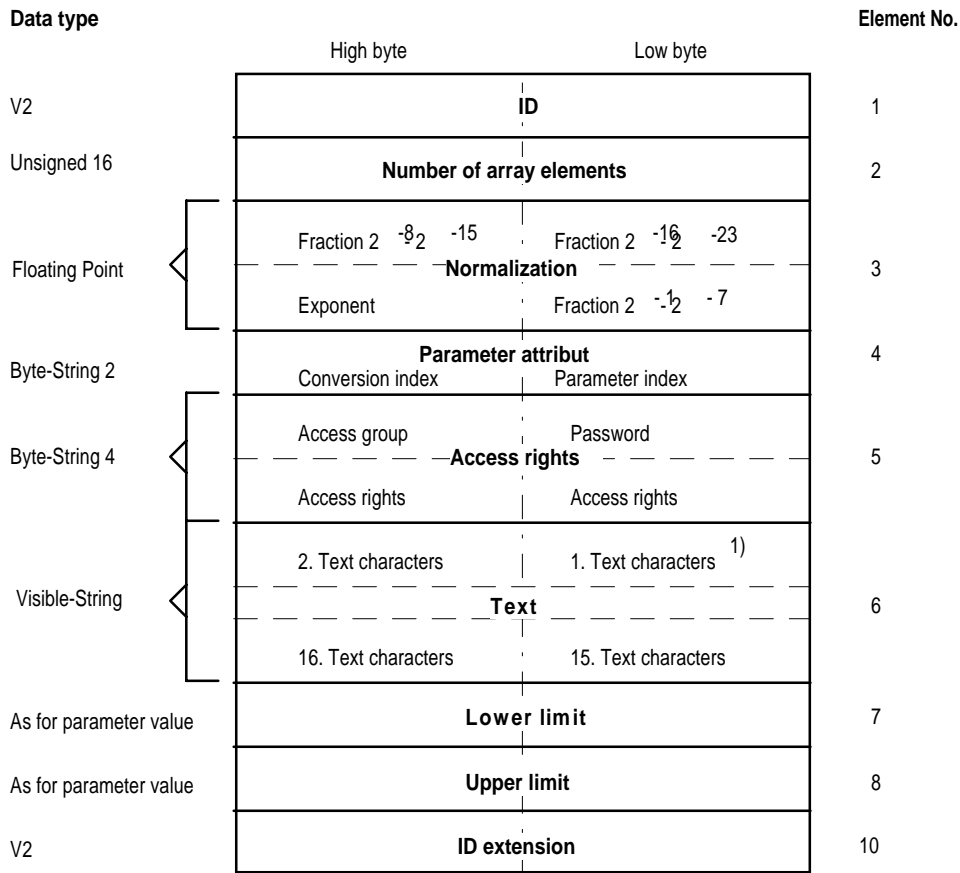 Data type Element No.
High byte Low byte
V2 ID 1
Unsigned 16 Number of array elements 2
Fraction 2 -8 - 2 -15 Fraction 2 -16 - 2 -23
Floating Point Normalization 3
Exponent Fraction 2 -1 - 2 -7
Parameter attribut 4
Byte-String 2 Conversion index Parameter index
Access group Password
Byte-String 4 Access rights 5
Access rights Access rights
2. Text characters 1. Text characters 1)
Visible-String Text 6
16. Text characters 15. Text characters
As for parameter value Lower limit 7
As for parameter value Upper limit 8
V2 ID extension 10